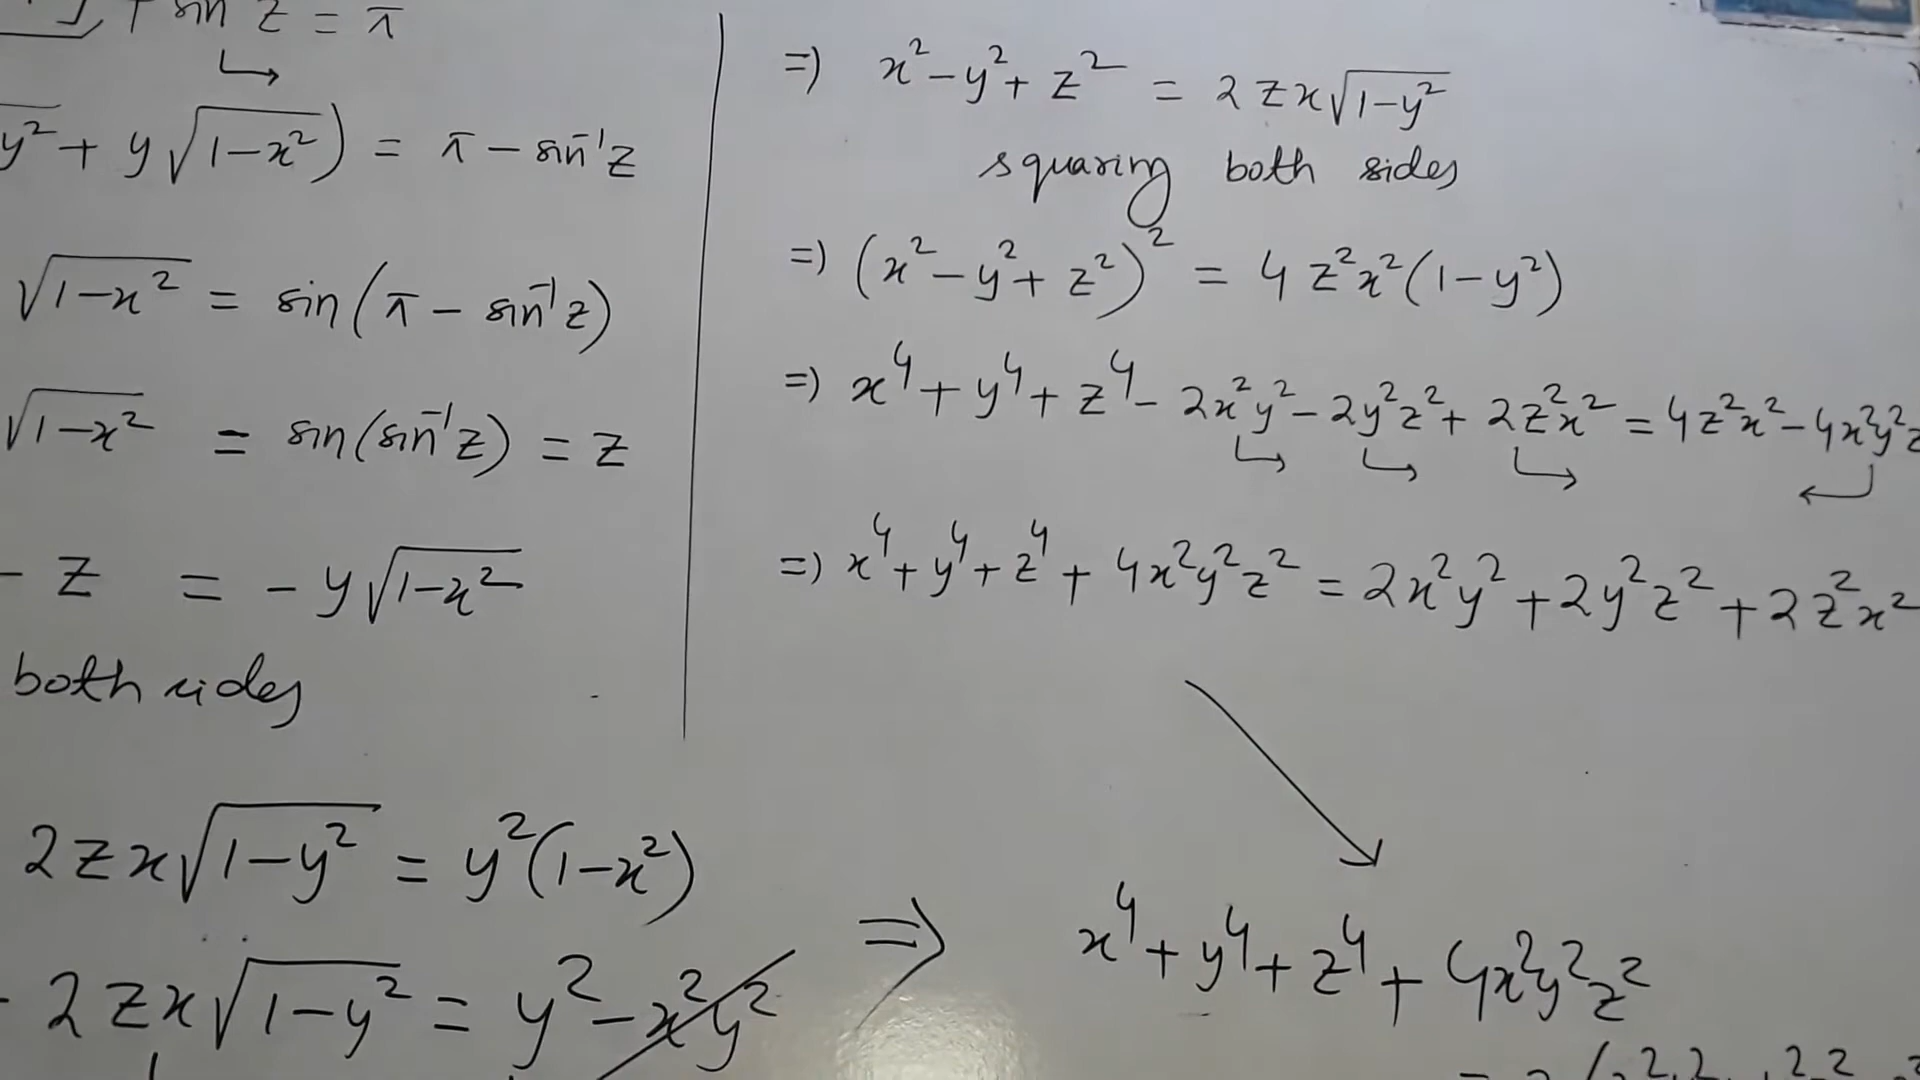 sin z = π
y² + y√(1-x²)) = π - sin⁻¹z
√(1-x²) = sin(π - sin⁻¹z)
√(1-x²) = sin(sin⁻¹z) = z
- z = - y√(1-x²)
both sides
2zx√(1-y²) = y²(1-x²)
- 2zx√(1-y²) = y² - x²y²
=) x² - y² + z² = 2zx√(1-y²)
squaring both sides
=) (x² - y² + z²)² = 4z²x²(1-y²)
=) x⁴ + y⁴ + z⁴ - 2x²y² - 2y²z² + 2z²x² = 4z²x² - 4x²y²z
=) x⁴ + y⁴ + z⁴ + 4x²y²z² = 2x²y² + 2y²z² + 2z²x²
=> x⁴ + y⁴ + z⁴ + 4x²y²z²